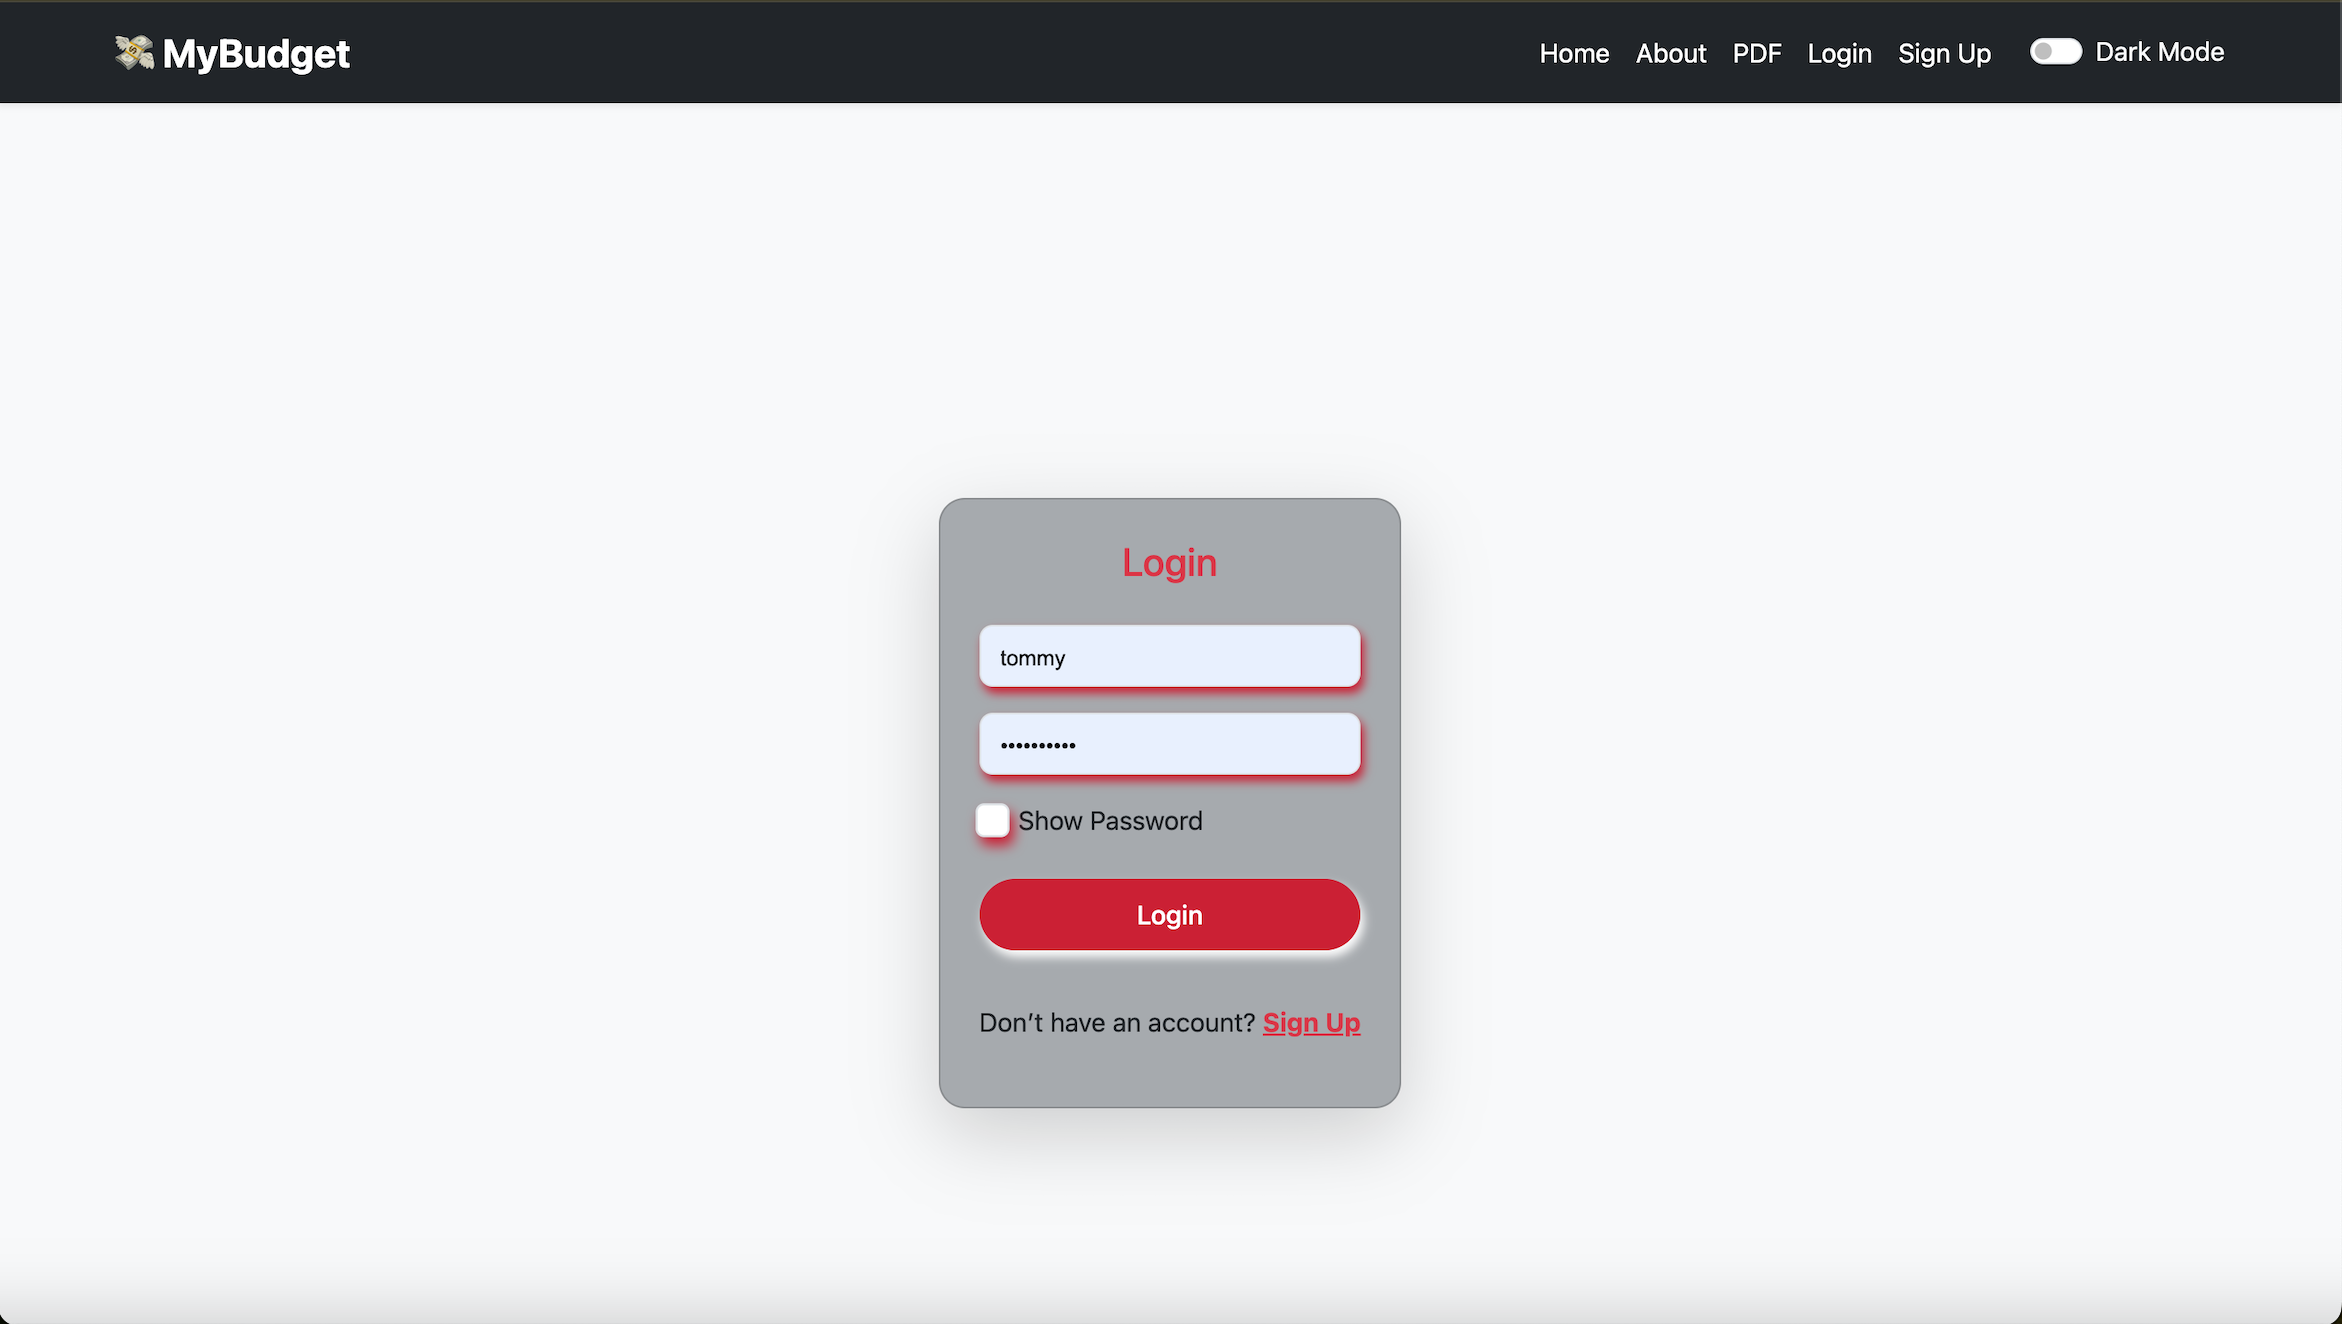 MyBudget
Home About PDF Login Sign Up Dark Mode
Login
tommy
••••••••••
Show Password
Login
Don’t have an account? Sign Up